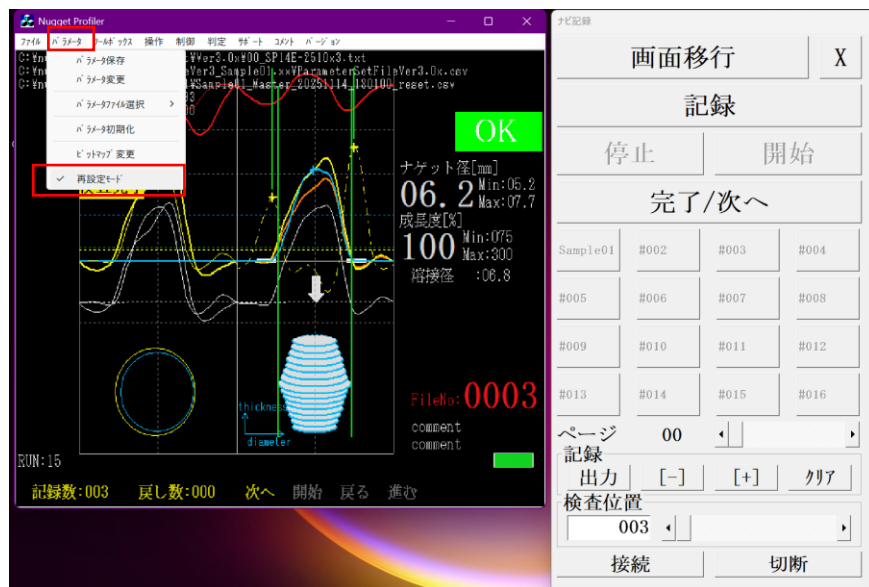 Nugget Profiler
ファイル パラメータ ツールボックス 操作 制御 判定 サポート コメント バージョン
パラメータ保存
パラメータ変更
パラメータファイル選択
パラメータ初期化
ビットマップ変更
再設定モード
OK
ナゲット径[mm]
06.2 Min:05.2
Max:07.7
成長度[%]
100 Min:075
Max:300
溶接径 :06.8
thickness
diameter
FileNo:0003
comment
comment
RUN:15
記録数:003 戻し数:000 次へ 開始 戻る 進む
ナビ記録
画面移行 X
記録
停止 開始
完了/次へ
Sample01 #002 #003 #004
#005 #006 #007 #008
#009 #010 #011 #012
#013 #014 #015 #016
ページ 00
記録
出力 [-] [+] クリア
検査位置
003
接続 切断